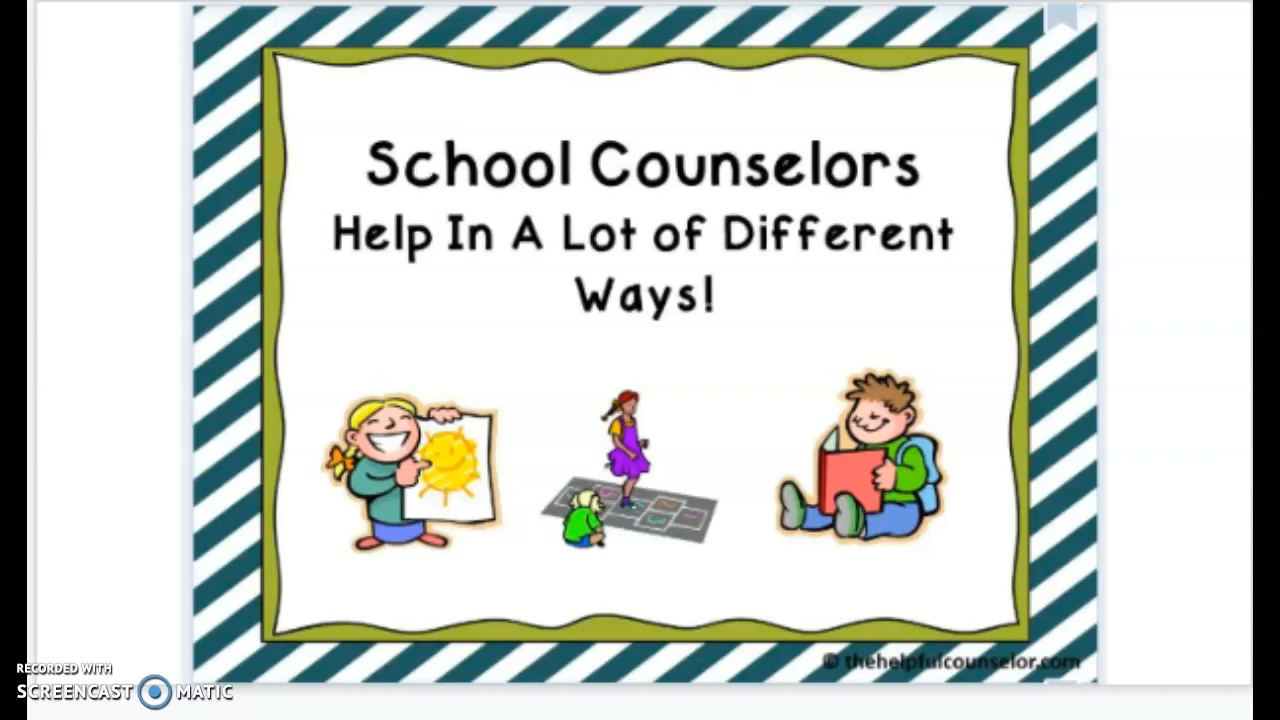 School Counselors
Help In A Lot of Different
Ways!
© thehelpfulcounselor.com
RECORDED WITH
SCREENCAST MATIC